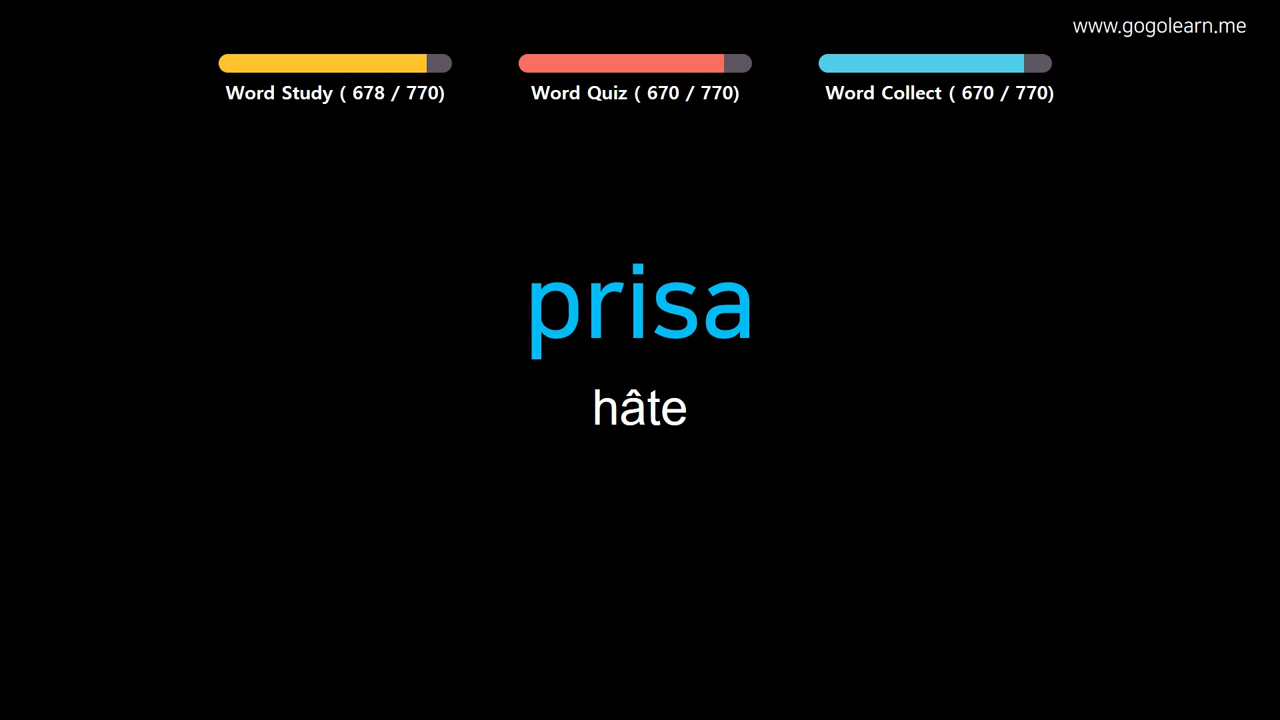 www.gogolearn.me
Word Study ( 678 / 770)
Word Quiz ( 670 / 770)
Word Collect ( 670 / 770)
prisa
hâte